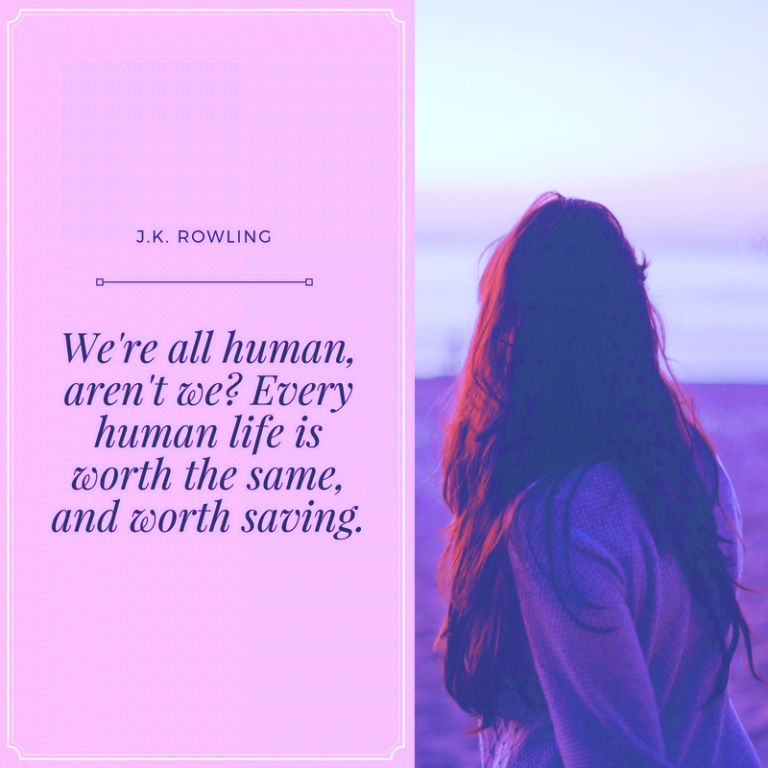 J.K. ROWLING
We're all human,
aren't we? Every
human life is
worth the same,
and worth saving.